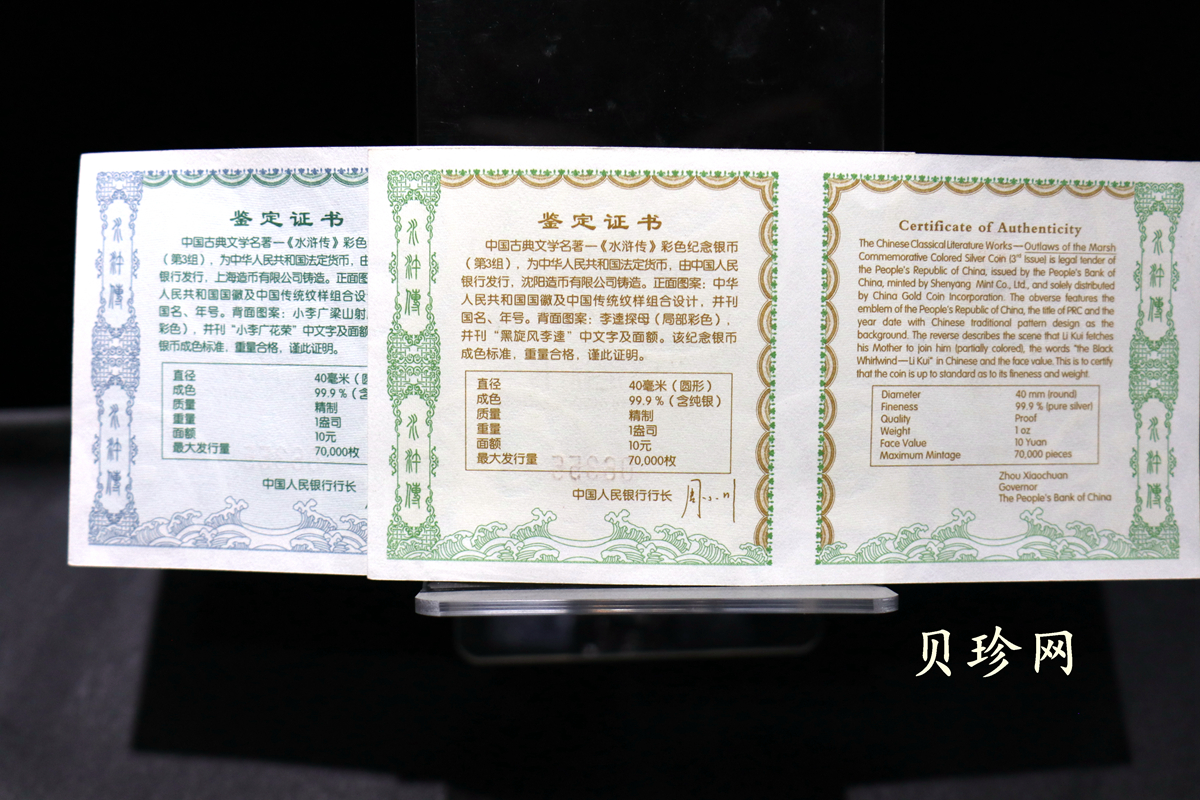 水浒傳
水浒傳
鉴定证书
中国古典文学名著一《水浒传》彩色
（第3组），为中华人民共和国法定货币，由
银行发行，上海造币有限公司铸造。正面图
人民共和国国徽及中国传统纹样组合设
国名、年号。背面图案：小李广梁山射
彩色），并刊“小李广花荣”中文字及面额
银币成色标准，重量合格，谨此证明。
直径 40毫米（圆
成色 99.9%（含
质量 精制
重量 1盎司
面额 10元
最大发行量 70,000枚
中国人民银行行长
水浒傳
水浒傳
鉴定证书
中国古典文学名著一《水浒传》彩色纪念银币
（第3组），为中华人民共和国法定货币，由中国人民
银行发行，沈阳造币有限公司铸造。正面图案：中华
人民共和国国徽及中国传统纹样组合设计，并刊
国名、年号。背面图案：李逵探母（局部彩色），
并刊“黑旋风李逵”中文字及面额。该纪念银币
成色标准，重量合格，谨此证明。
直径 40毫米（圆形）
成色 99.9%（含纯银）
质量 精制
重量 1盎司
面额 10元
最大发行量 70,000枚
中国人民银行行长 周小川
Certificate of Authenticity
The Chinese Classical Literature Works—Outlaws of the Marsh
Commemorative Colored Silver Coin (3rd Issue) is legal tender of
the People's Republic of China, issued by the People's Bank of
China, minted by Shenyang Mint Co., Ltd., and solely distributed
by China Gold Coin Incorporation. The obverse features the
emblem of the People's Republic of China, the title of PRC and the
year date with Chinese traditional pattern design as the
background. The reverse describes the scene that Li Kui fetches
his Mother to join him (partially colored), the words "the Black
Whirlwind—Li Kui" in Chinese and the face value. This is to certify
that the coin is up to standard as to its fineness and weight.
Diameter 40 mm (round)
Fineness 99.9 % (pure silver)
Quality Proof
Weight 1 oz
Face Value 10 Yuan
Maximum Mintage 70,000 pieces
Zhou Xiaochuan
Governor
The People's Bank of China
水浒傳
水浒傳
贝珍网